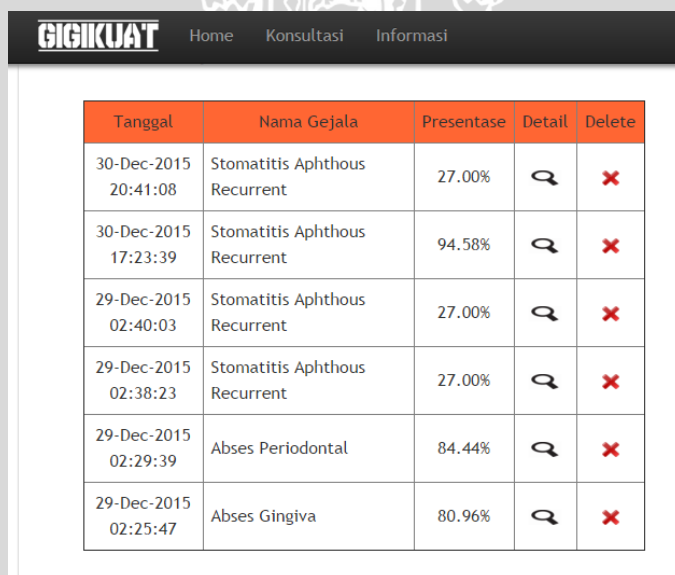 GIGIKUAT Home Konsultasi Informasi
Tanggal Nama Gejala Presentase Detail Delete
30-Dec-2015 20:41:08 Stomatitis Aphthous Recurrent 27.00%
30-Dec-2015 17:23:39 Stomatitis Aphthous Recurrent 94.58%
29-Dec-2015 02:40:03 Stomatitis Aphthous Recurrent 27.00%
29-Dec-2015 02:38:23 Stomatitis Aphthous Recurrent 27.00%
29-Dec-2015 02:29:39 Abses Periodontal 84.44%
29-Dec-2015 02:25:47 Abses Gingiva 80.96%